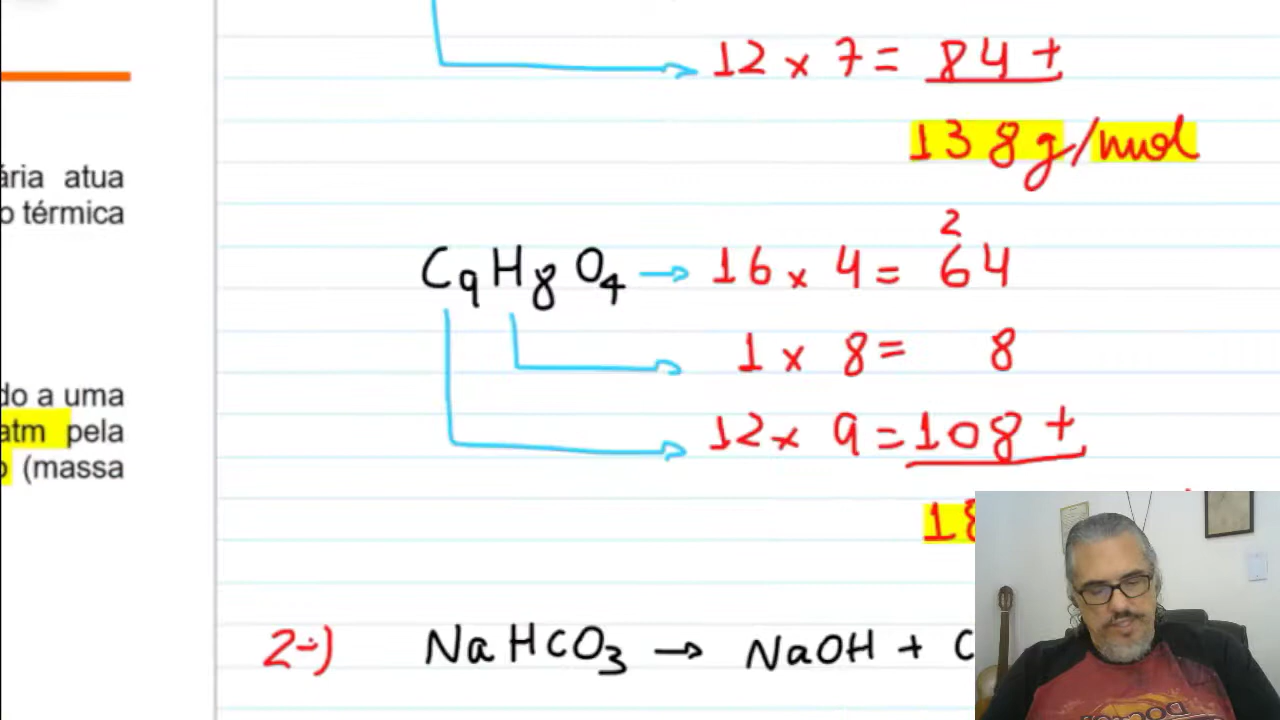 12 x 7 = 84 +
138 g/mol
ária atua
o térmica
2
C9H8O4 → 16 x 4 = 64
1 x 8 = 8
do a uma
atm pela
12 x 9 = 108 +
(massa
18
2-) NaHCO3 → NaOH + C